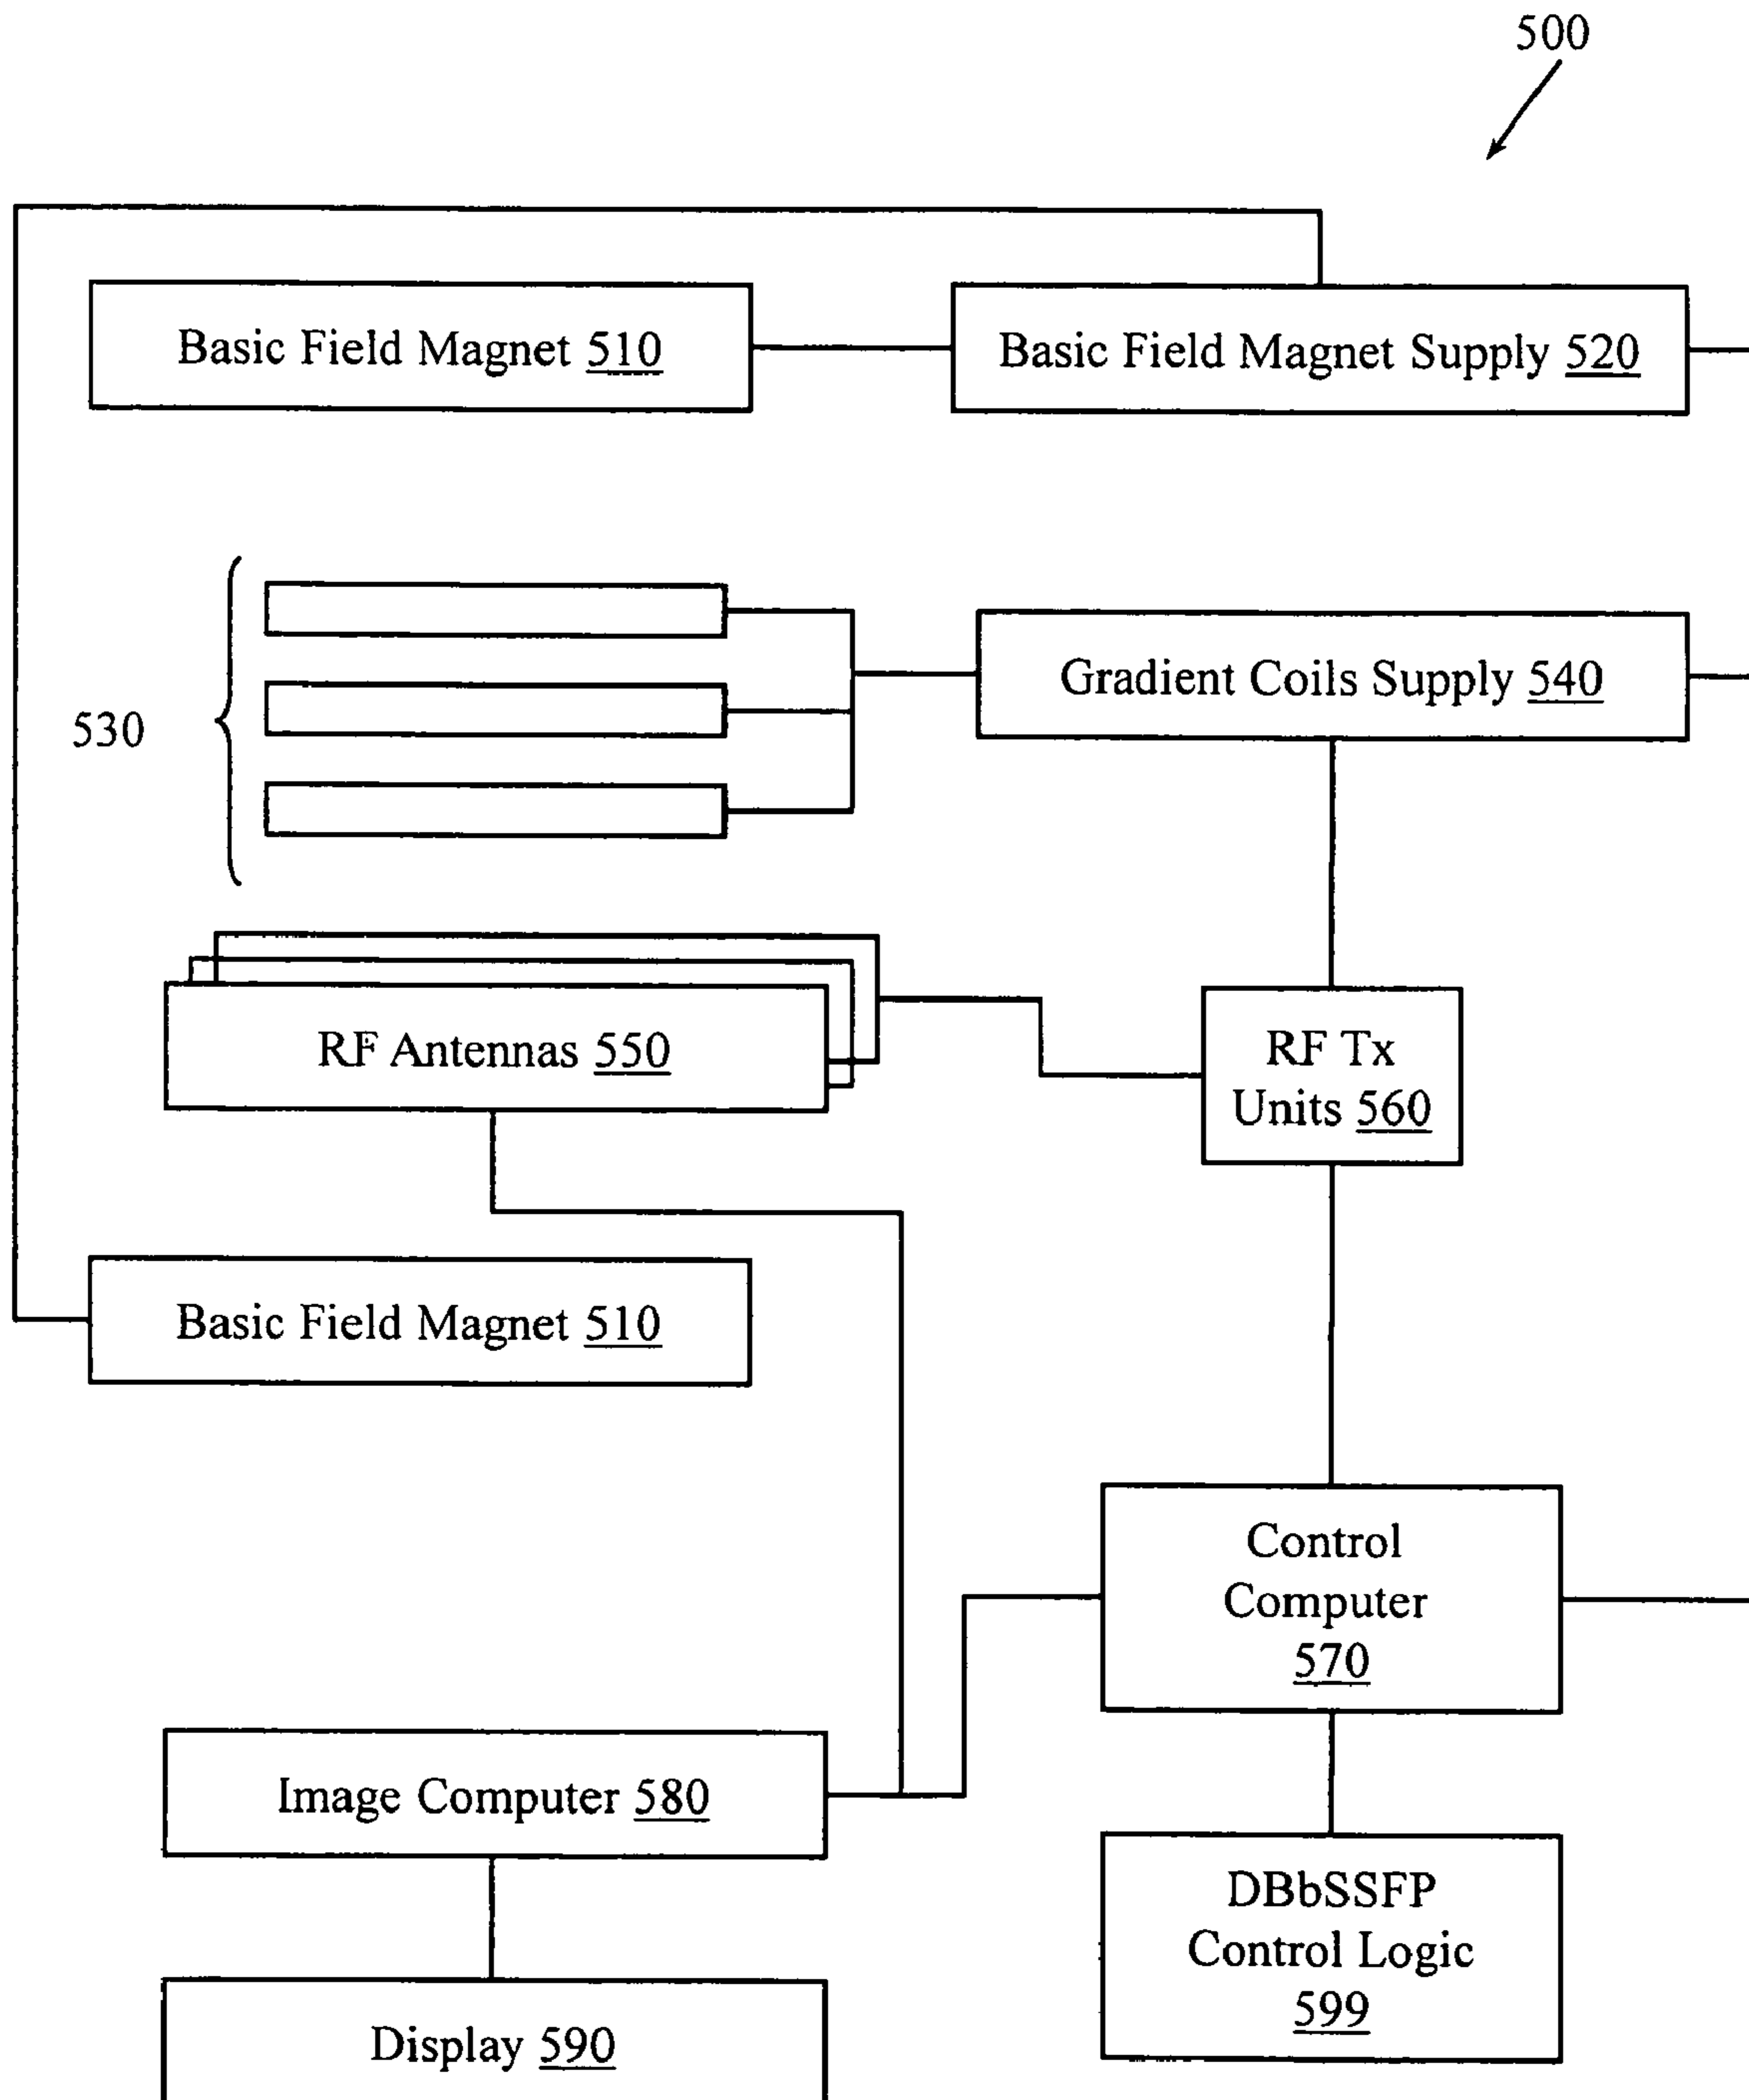 500
Basic Field Magnet 510
Basic Field Magnet Supply 520
530
Gradient Coils Supply 540
RF Antennas 550
RF Tx
Units 560
Basic Field Magnet 510
Control
Computer
570
Image Computer 580
DBbSSFP
Control Logic
599
Display 590